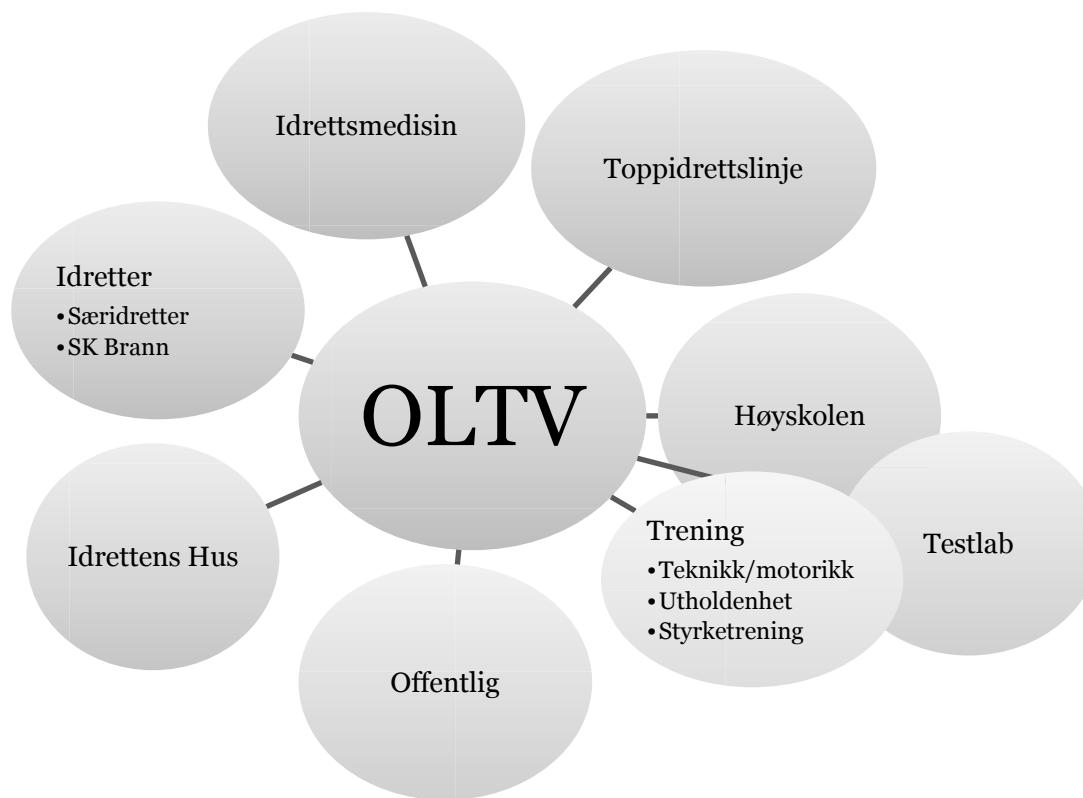 Idrettsmedisin
Toppidrettslinje
Idretter
•Særidretter
•SK Brann
OLTV
Høyskolen
Trening
•Teknikk/motorikk
•Utholdenhet
•Styrketrening
Testlab
Idrettens Hus
Offentlig